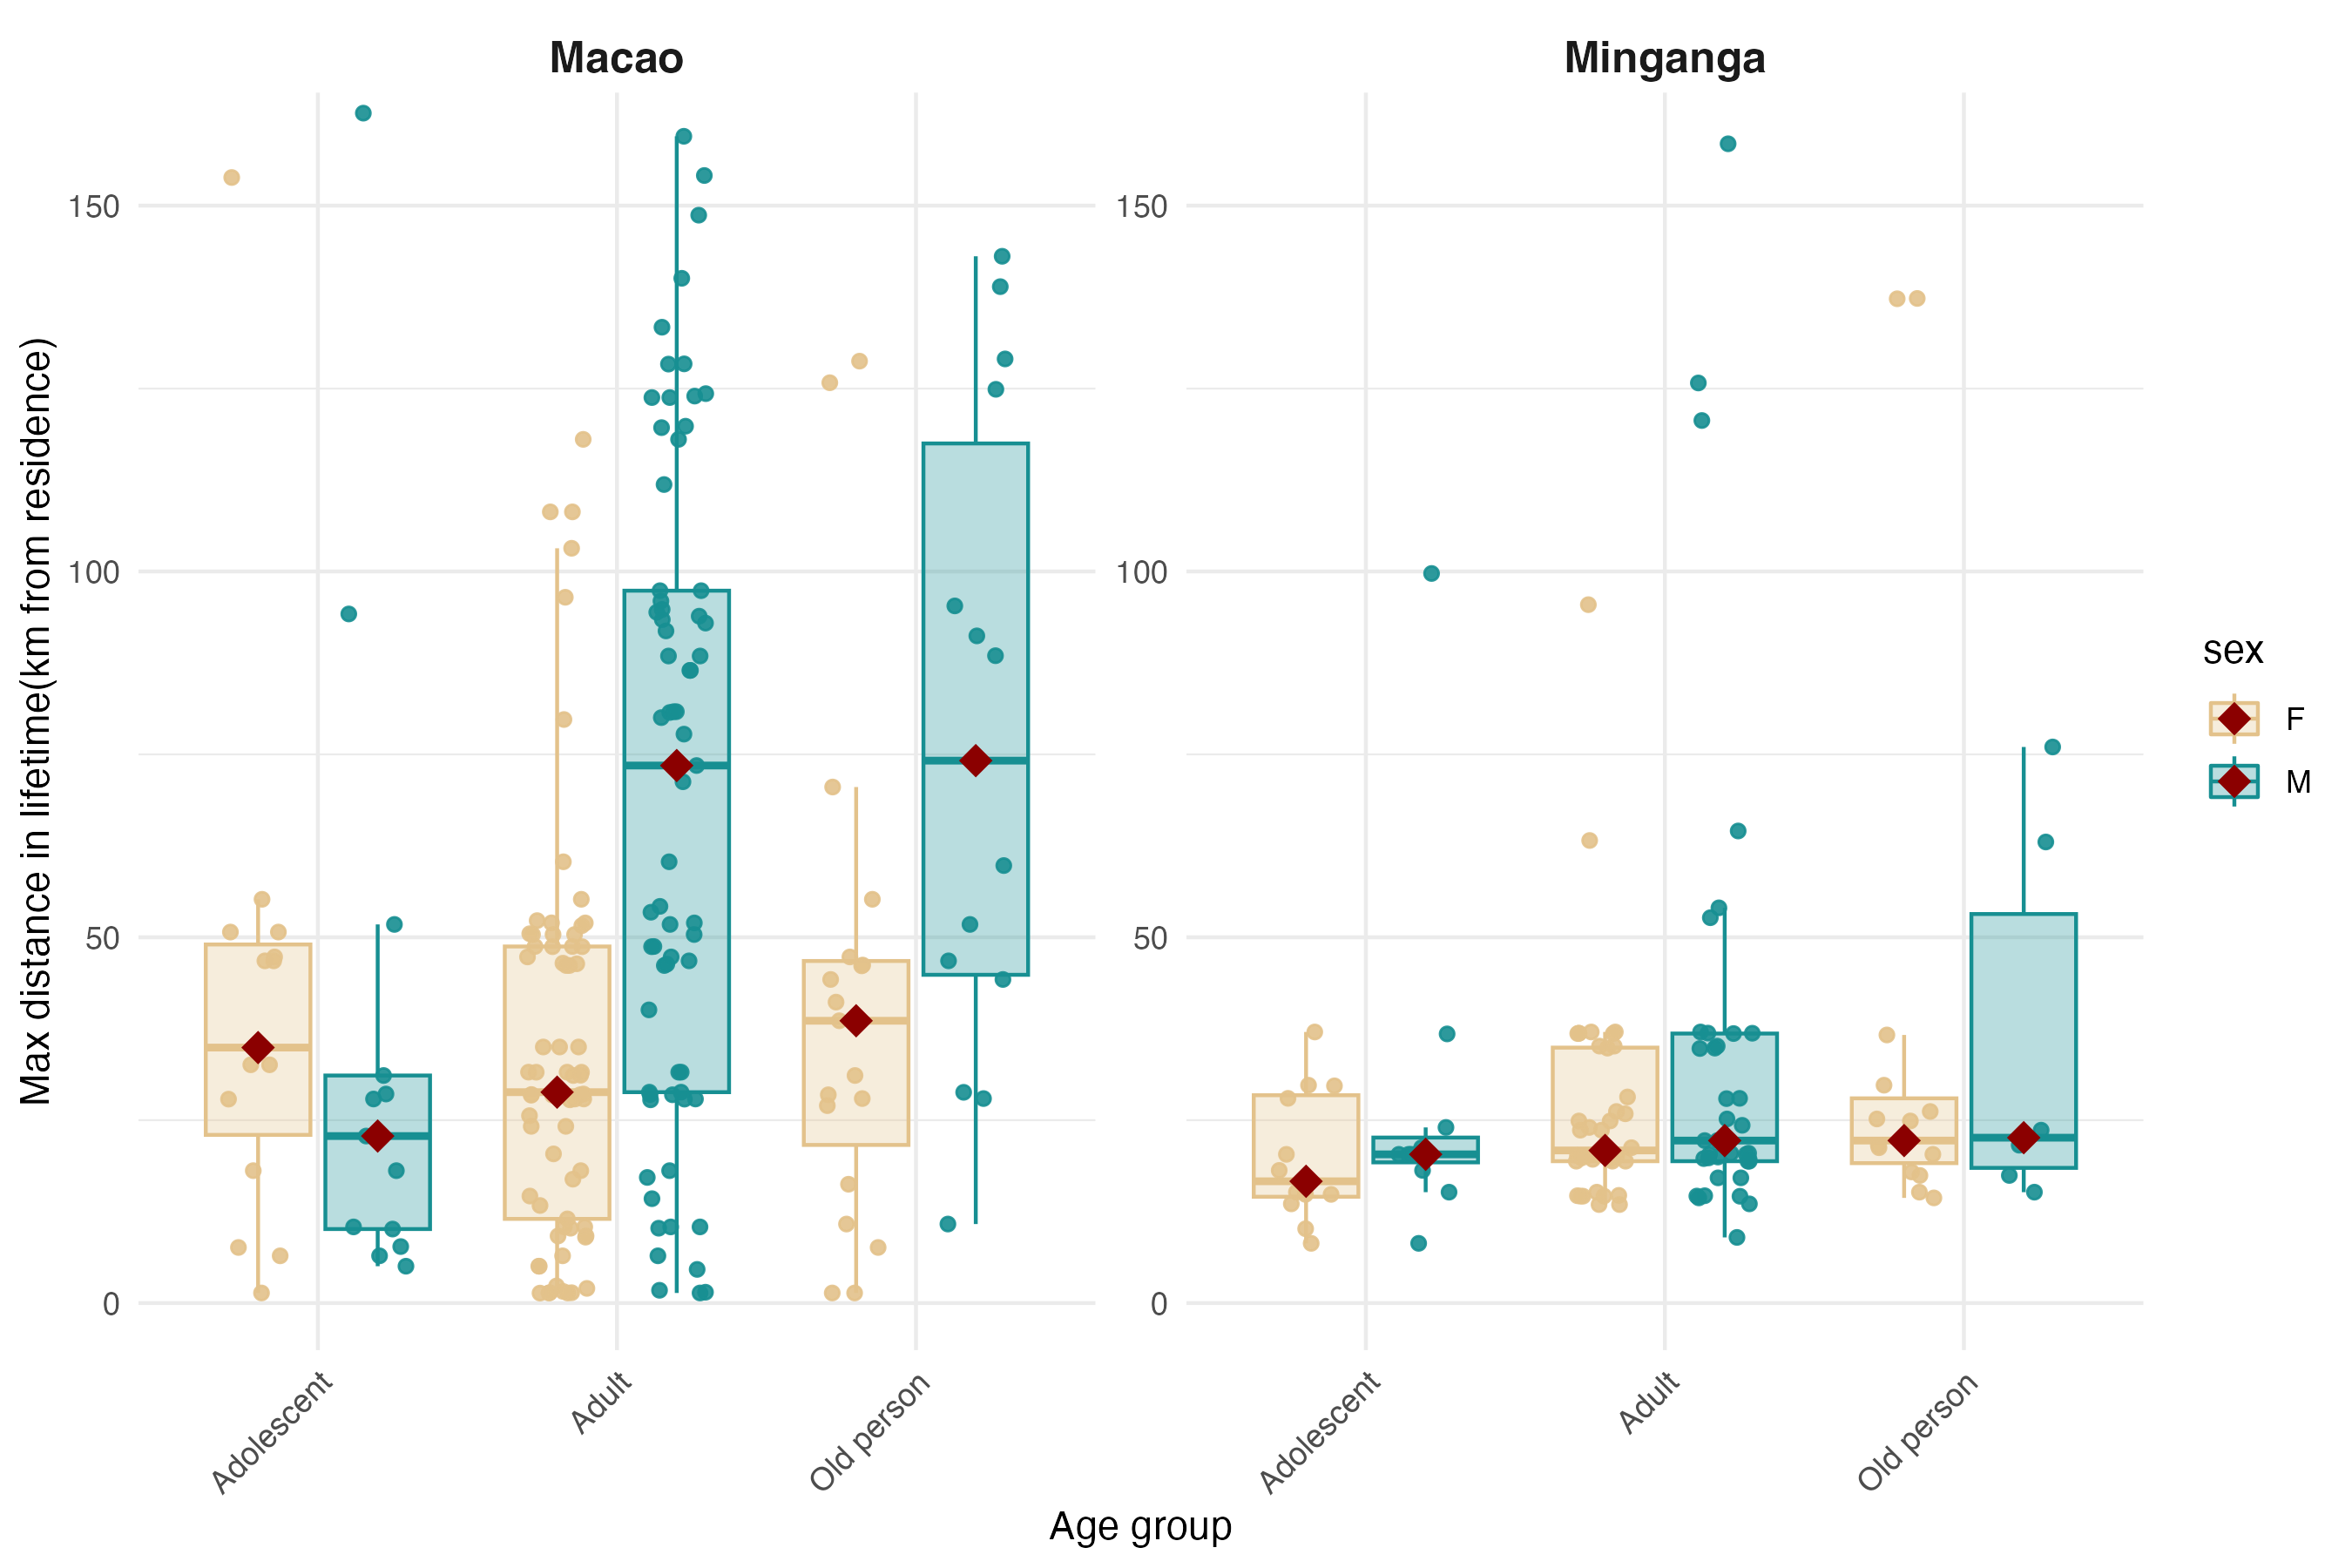 Macao
Minganga
Max distance in lifetime(km from residence)
150
100
50
0
150
100
50
0
Adolescent
Adult
Old person
Adolescent
Adult
Old person
Age group
sex
F
M